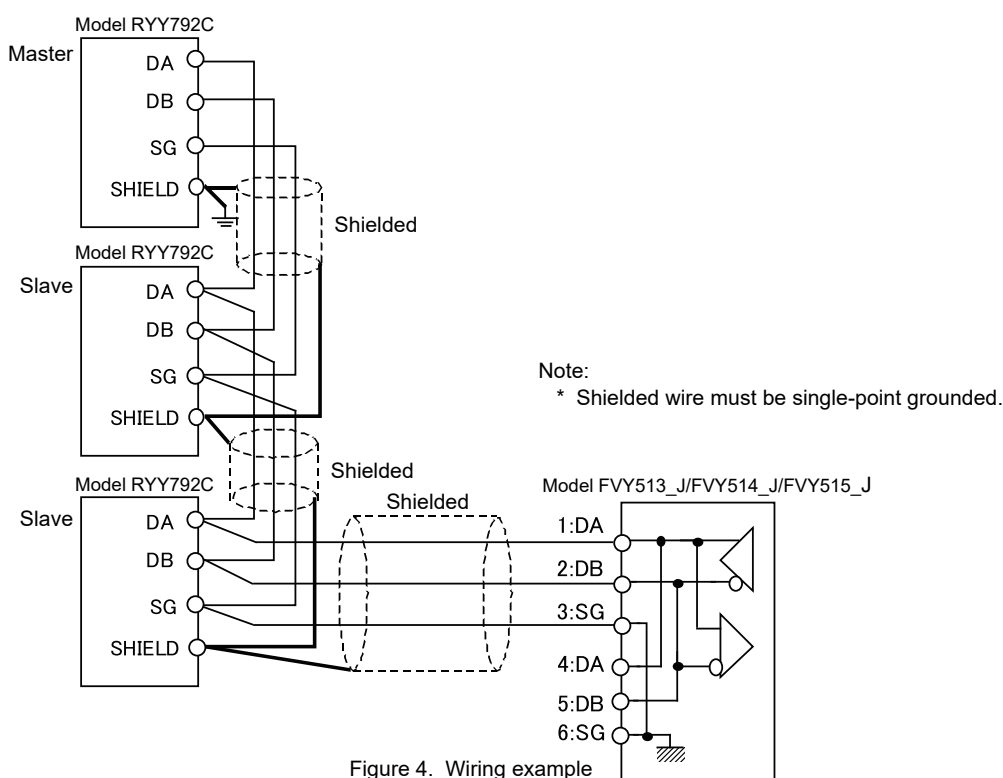 Model RYY792C
Master
DA
DB
SG
SHIELD
Shielded
Model RYY792C
Slave
DA
DB
SG
SHIELD
Note:
* Shielded wire must be single-point grounded.
Shielded
Model RYY792C
Slave
DA
DB
SG
SHIELD
Shielded
Model FVY513_J/FVY514_J/FVY515_J
1:DA
2:DB
3:SG
4:DA
5:DB
6:SG
Figure 4. Wiring example